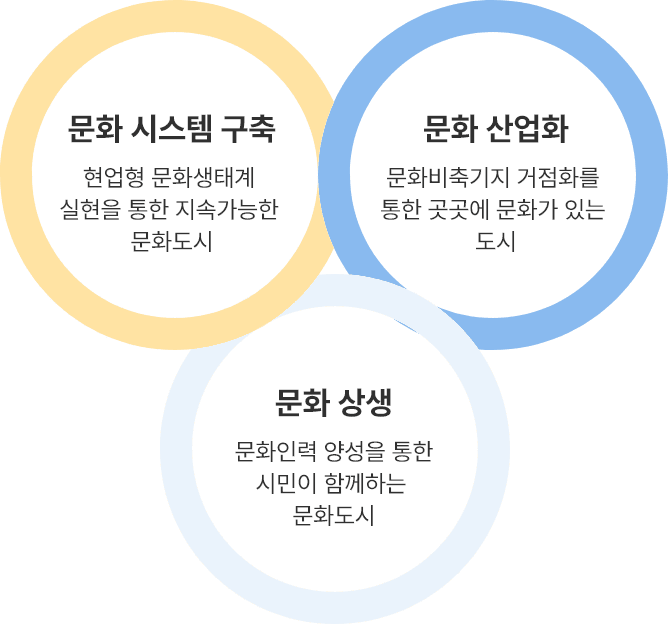 문화 시스템 구축
현업형 문화생태계
실현을 통한 지속가능한
문화도시
문화 산업화
문화비축기지 거점화를
통한 곳곳에 문화가 있는
도시
문화 상생
문화인력 양성을 통한
시민이 함께하는
문화도시